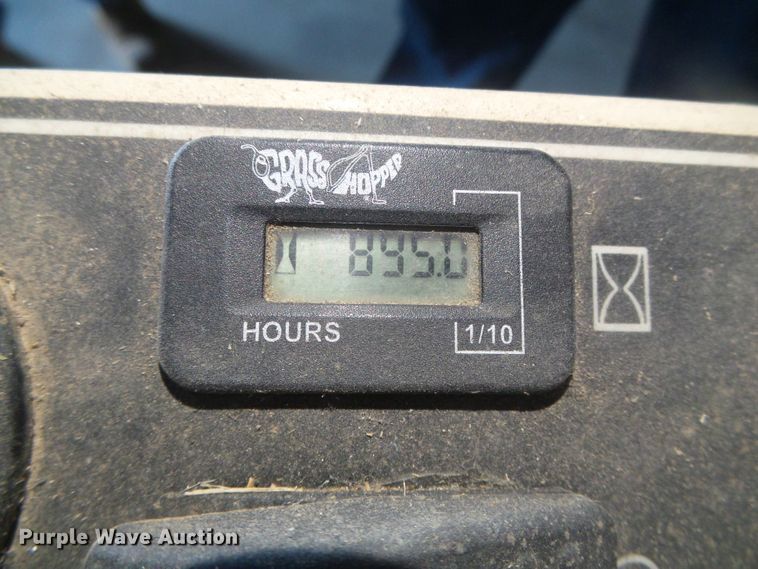 GRASSHOPPER
895.0
HOURS
1/10
Purple Wave Auction